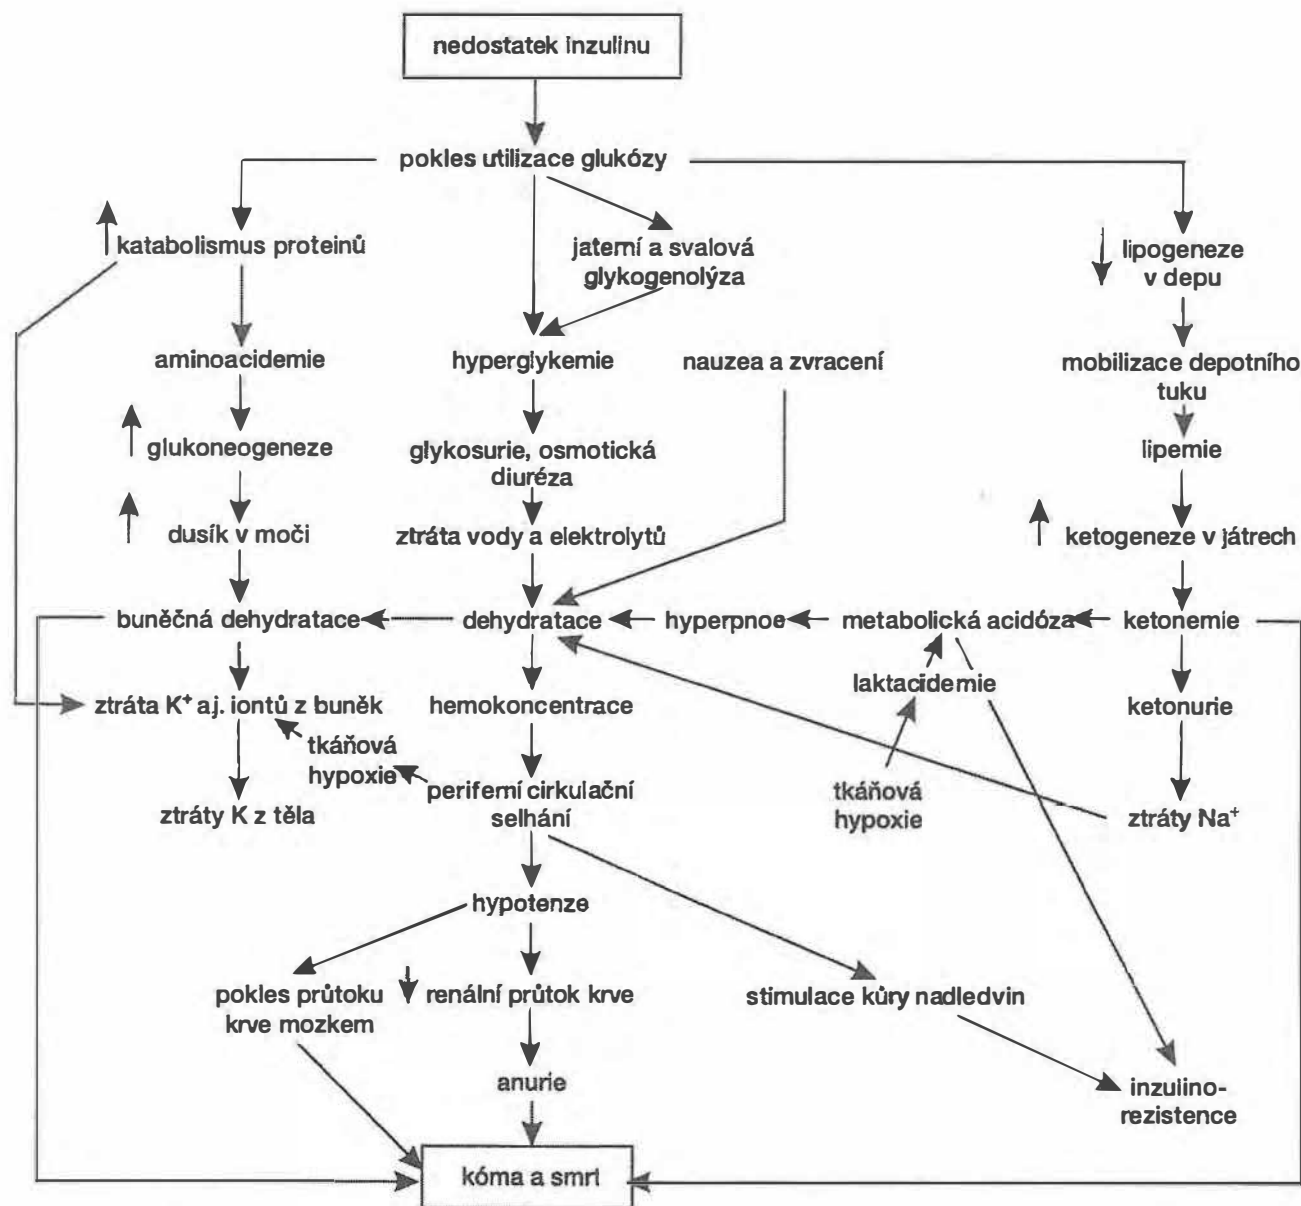 nedostatek inzulinu
pokles utilizace glukózy
katabolismus proteinů
jaterní a svalová
glykogenolýza
lipogeneze
v depu
aminoacidemie
hyperglykemie
nauzea a zvracení
mobilizace depotního
tuku
glukoneogeneze
glykosurie, osmotická
diuréza
lipemie
dusík v moči
ztráta vody a elektrolytů
ketogeneze v játrech
buněčná dehydratace
dehydratace
hyperpnoe
metabolická acidóza
ketonemie
ztráta K⁺ aj. iontů z buněk
hemokoncentrace
laktacidemie
ketonurie
tkáňová
hypoxie
ztráty K z těla
periferní cirkulační
selhání
tkáňová
hypoxie
ztráty Na⁺
hypotenze
pokles průtoku
krve mozkem
renální průtok krve
stimulace kůry nadledvin
anurie
inzulino-
rezistence
kóma a smrt